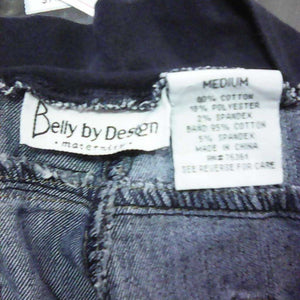 Belly by Design
• maternity •
MEDIUM
80% COTTON
18% POLYESTER
2% SPANDEX
BAND 95% COTTON
5% SPANDEX
MADE IN CHINA
SEE REVERSE FOR CARE